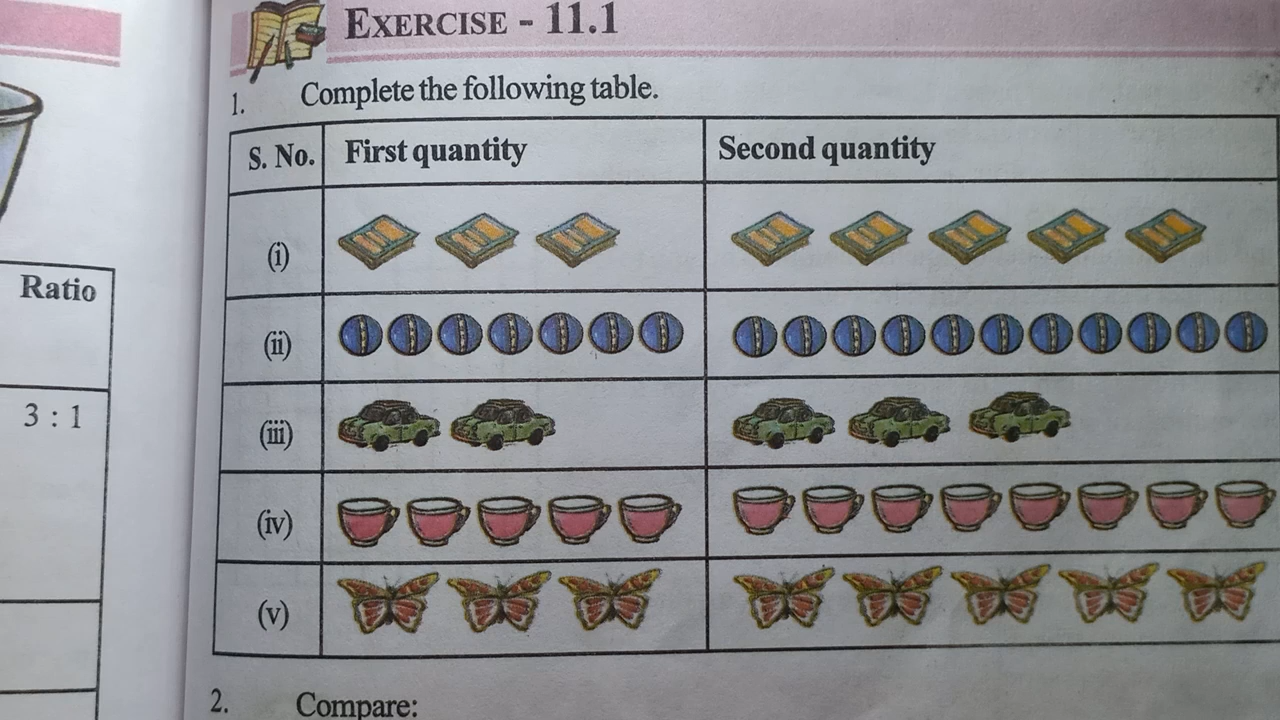 Ratio
3 : 1
EXERCISE - 11.1
1. Complete the following table.
S. No. First quantity Second quantity
(i)
(ii)
(iii)
(iv)
(v)
2. Compare: